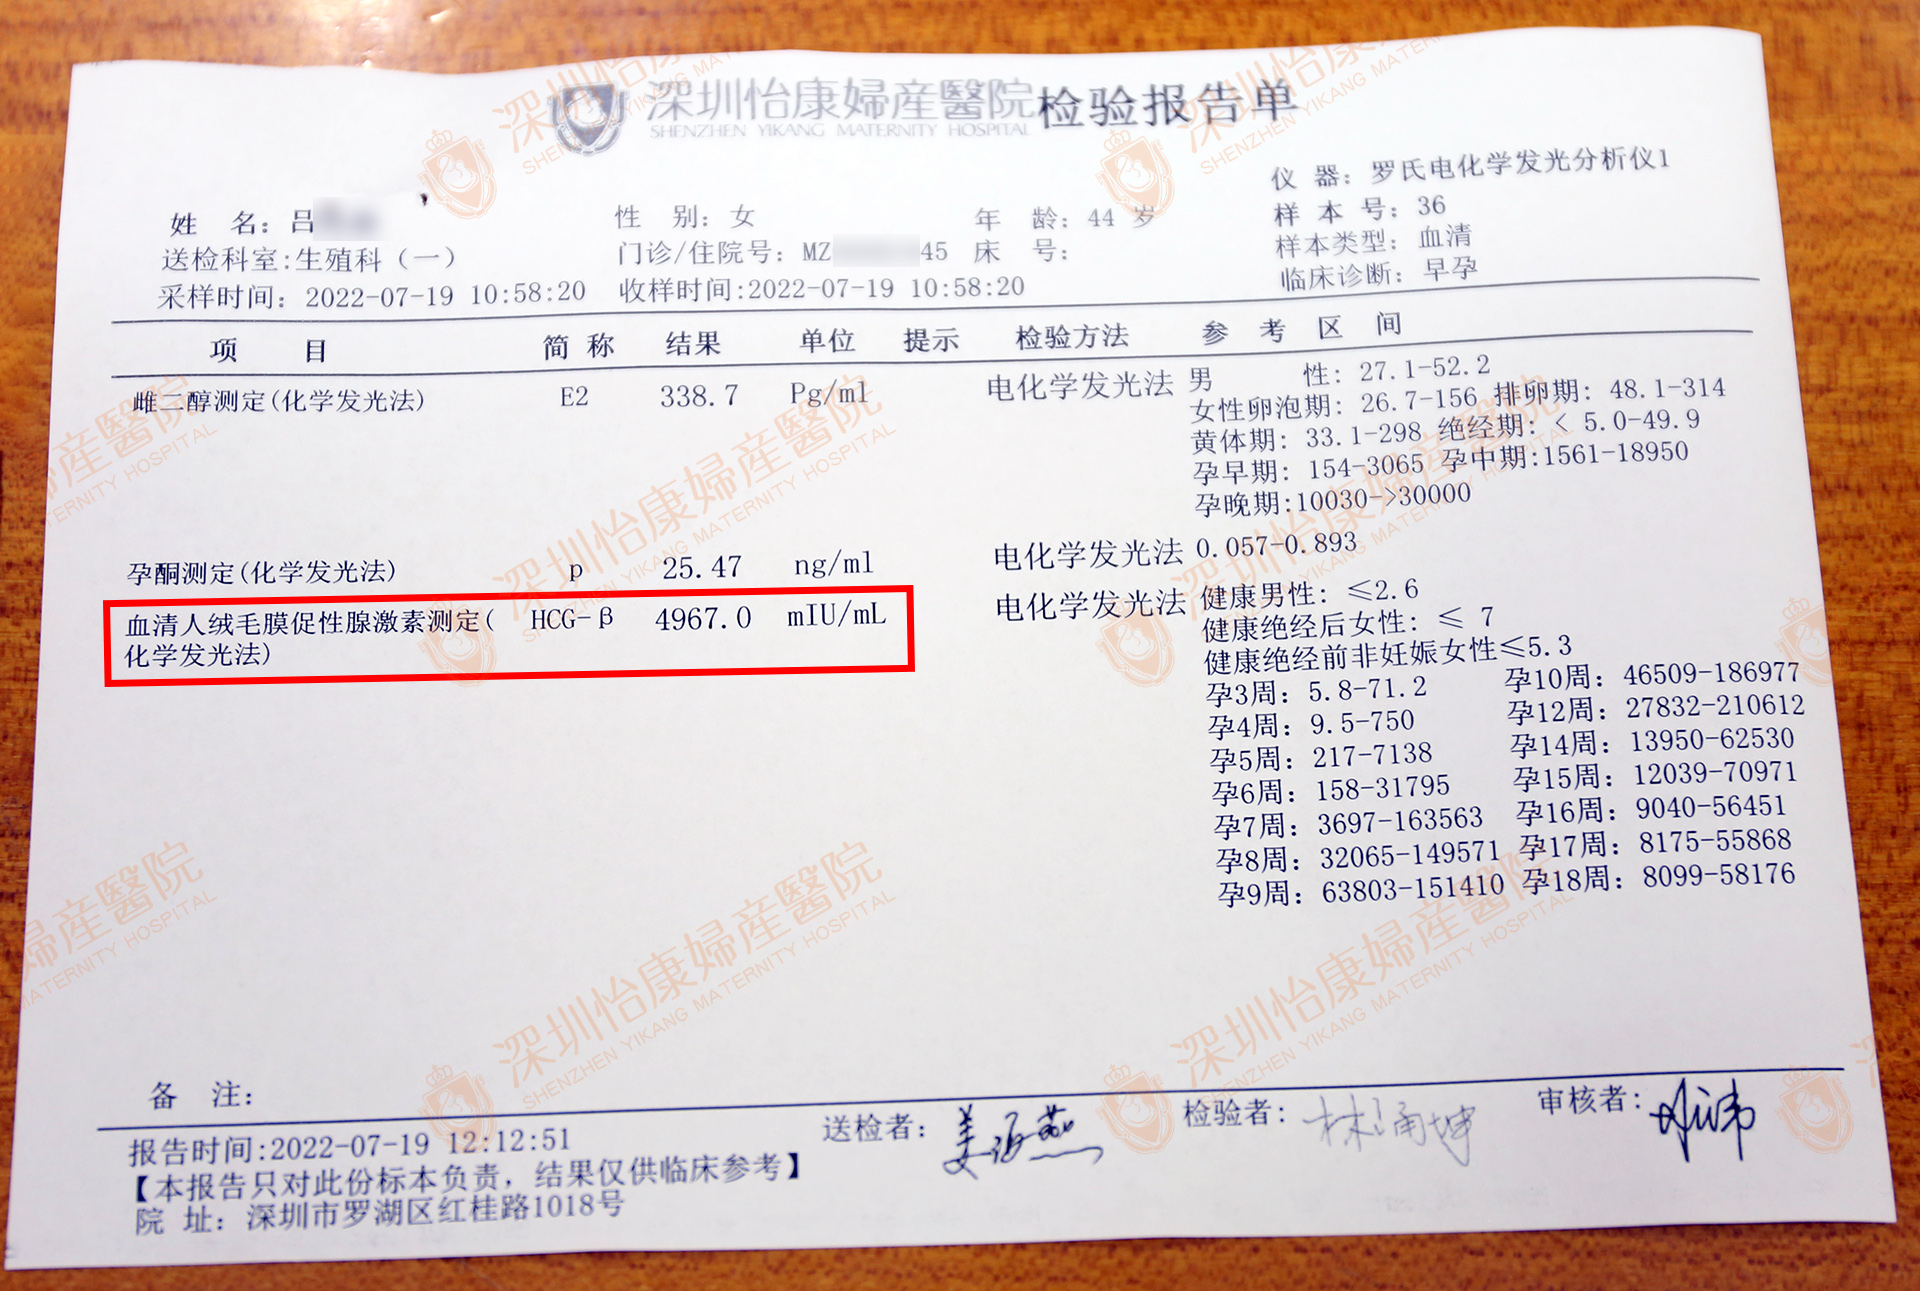 深圳怡康婦産醫院检验报告单
SHENZHEN YIKANG MATERNITY HOSPITAL
仪 器: 罗氏电化学发光分析仪1
姓 名: 吕 性 别: 女 年 龄: 44 岁 样 本 号: 36
送检科室:生殖科（一） 门诊/住院号: MZ 45 床 号: 样本类型: 血清
采样时间: 2022-07-19 10:58:20 收样时间:2022-07-19 10:58:20 临床诊断: 早孕
项 目 简 称 结果 单位 提示 检验方法 参 考 区 间
雌二醇测定(化学发光法) E2 338.7 Pg/ml 电化学发光法 男 性: 27.1-52.2
女性卵泡期: 26.7-156 排卵期: 48.1-314
黄体期: 33.1-298 绝经期: < 5.0-49.9
孕早期: 154-3065 孕中期:1561-18950
孕晚期:10030->30000
孕酮测定(化学发光法) p 25.47 ng/ml 电化学发光法 0.057-0.893
血清人绒毛膜促性腺激素测定( HCG-β 4967.0 mIU/mL 电化学发光法 健康男性: ≤2.6
化学发光法)
健康绝经后女性: ≤ 7
健康绝经前非妊娠女性≤5.3
孕3周: 5.8-71.2 孕10周: 46509-186977
孕4周: 9.5-750 孕12周: 27832-210612
孕5周: 217-7138 孕14周: 13950-62530
孕6周: 158-31795 孕15周: 12039-70971
孕7周: 3697-163563 孕16周: 9040-56451
孕8周: 32065-149571 孕17周: 8175-55868
孕9周: 63803-151410 孕18周: 8099-58176
备 注:
报告时间:2022-07-19 12:12:51 送检者: 姜海燕 检验者: 审核者:
【本报告只对此份标本负责，结果仅供临床参考】
院 址: 深圳市罗湖区红桂路1018号